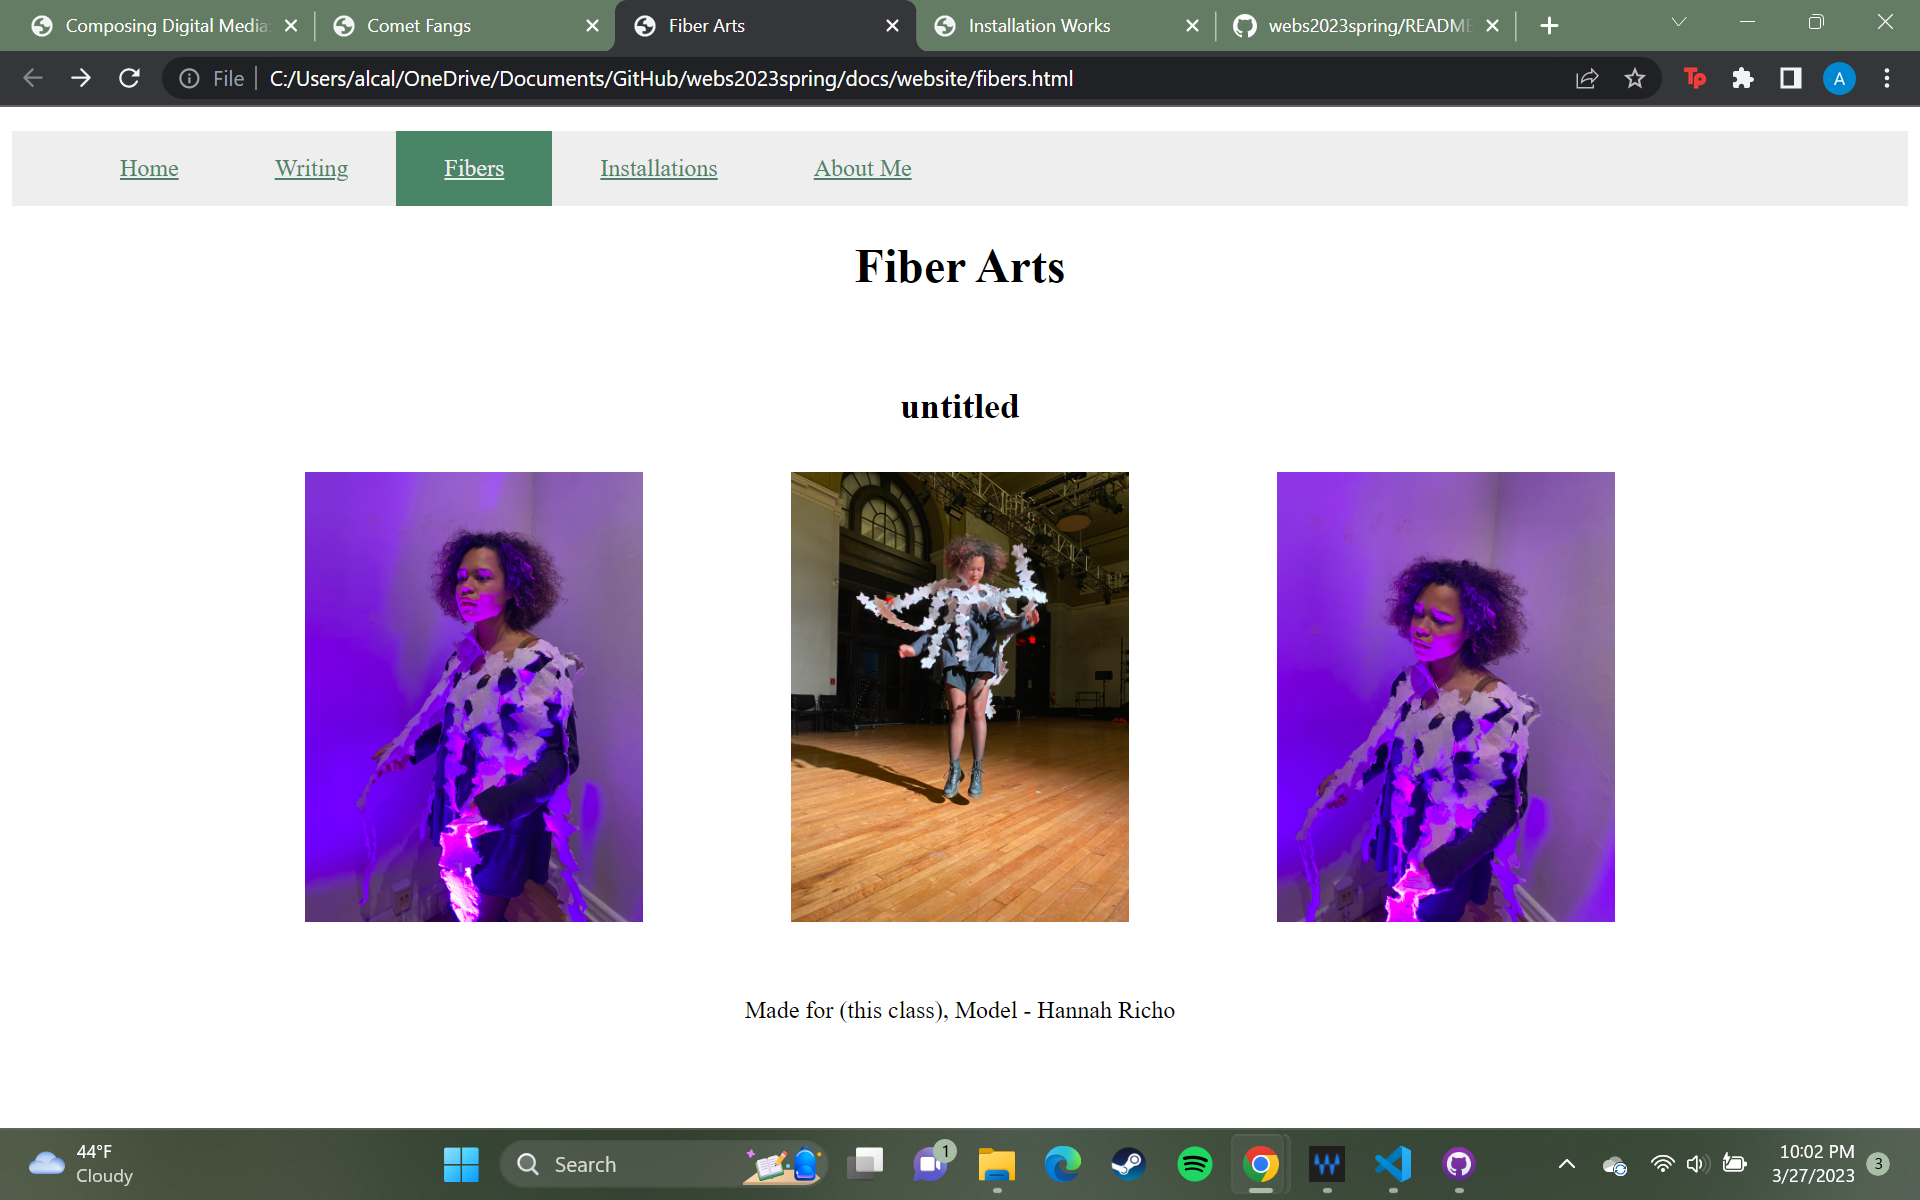 Composing Digital Media:
Comet Fangs
Fiber Arts
Installation Works
webs2023spring/README
File
C:/Users/alcal/OneDrive/Documents/GitHub/webs2023spring/docs/website/fibers.html
Tp
A
Home
Writing
Fibers
Installations
About Me
Fiber Arts
untitled
Made for (this class), Model - Hannah Richo
44°F
Cloudy
Search
1
10:02 PM
3/27/2023
3